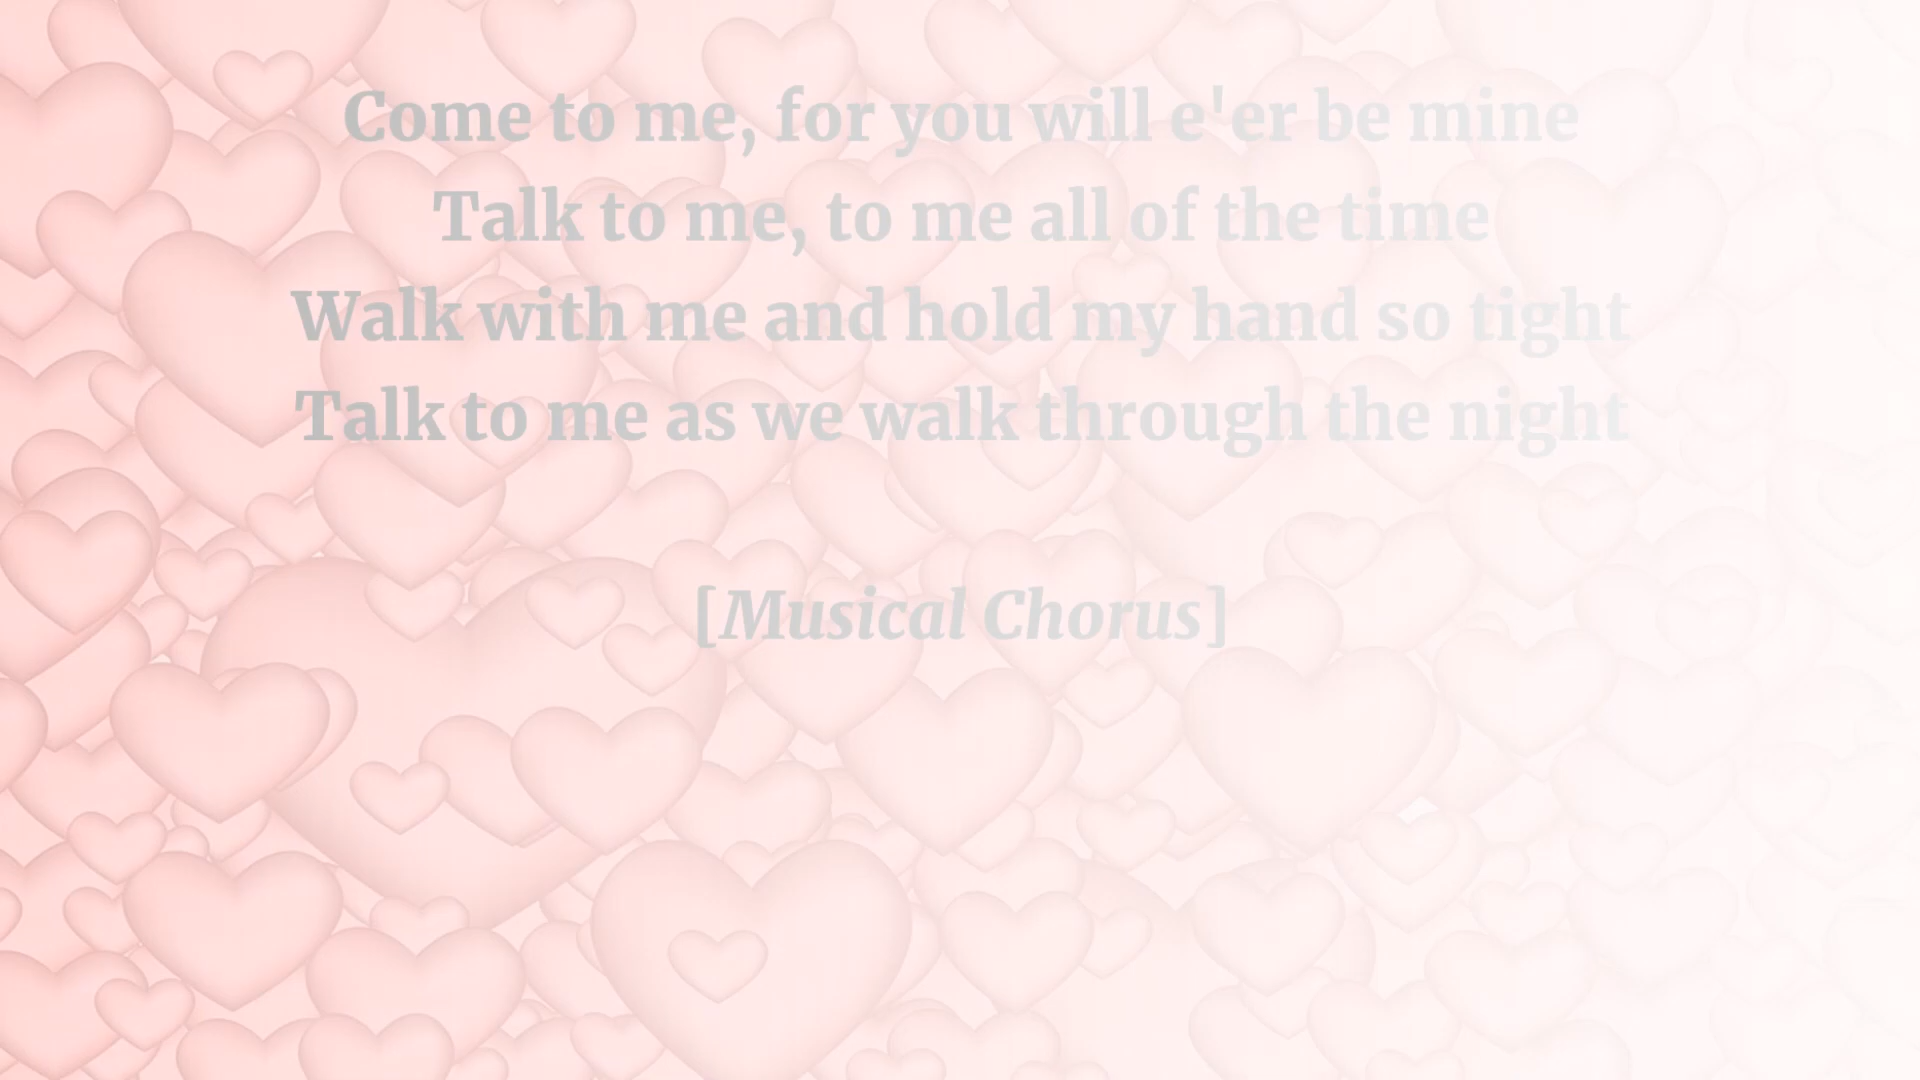 Come to me, for you will e'er be mine
Talk to me, to me all of the time
Walk with me and hold my hand so tight
Talk to me as we walk through the night
[Musical Chorus]